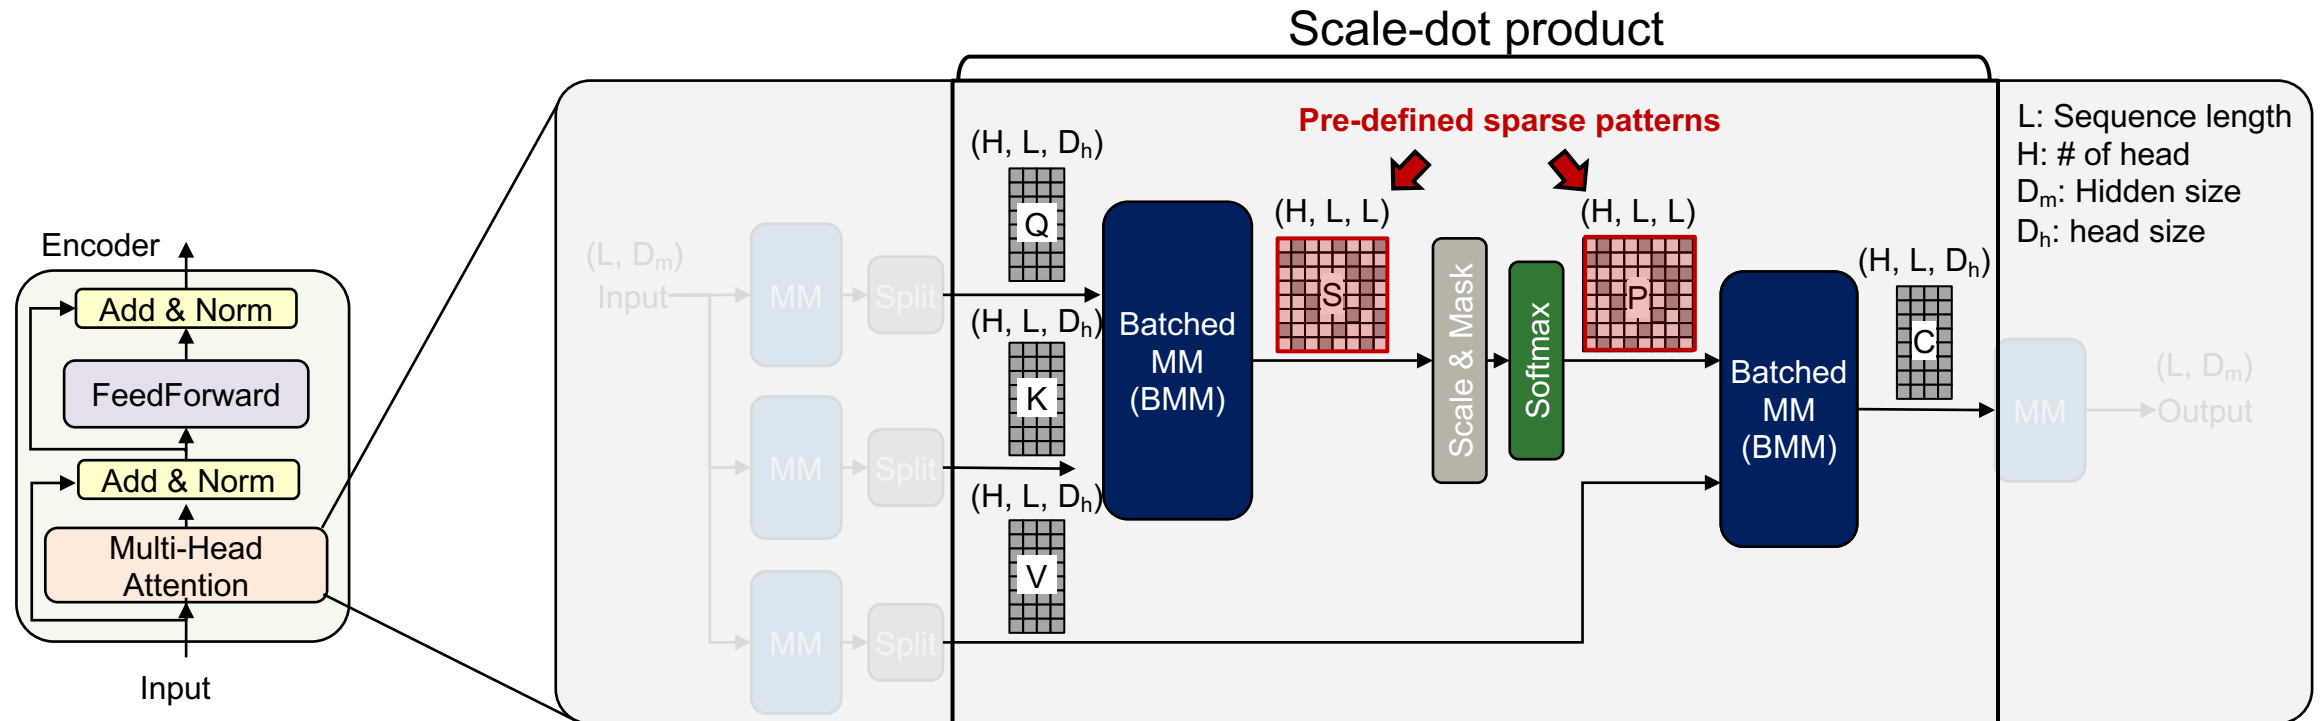 Scale-dot product
Pre-defined sparse patterns
L: Sequence length
H: # of head
Dm: Hidden size
Dh: head size
Encoder
Add & Norm
FeedForward
Add & Norm
Multi-Head
Attention
Input
(L, Dm)
Input
MM
Split
MM
Split
MM
Split
(H, L, Dh)
Q
(H, L, Dh)
K
(H, L, Dh)
V
Batched
MM
(BMM)
(H, L, L)
S
Scale & Mask
Softmax
(H, L, L)
P
Batched
MM
(BMM)
(H, L, Dh)
C
MM
(L, Dm)
Output